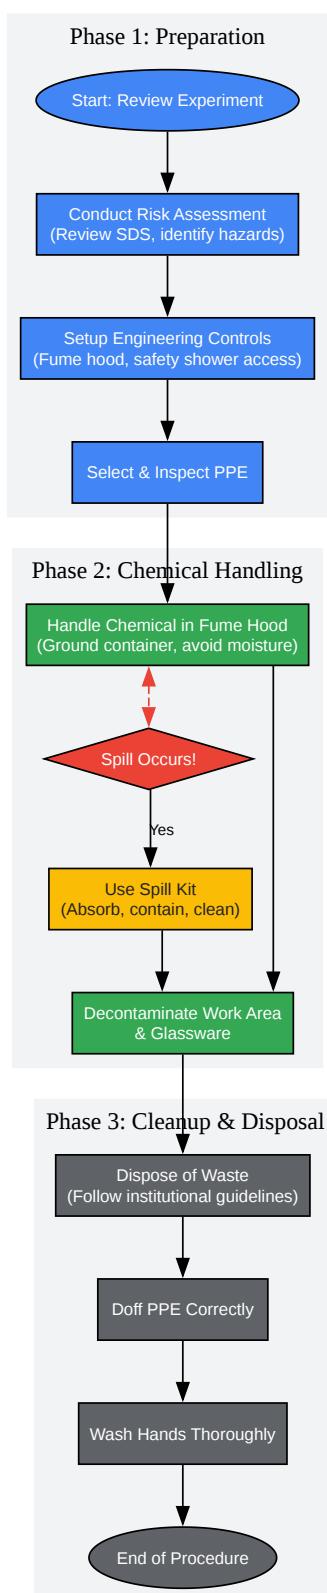 Phase 1: Preparation
Start: Review Experiment
Conduct Risk Assessment
(Review SDS, identify hazards)
Setup Engineering Controls
(Fume hood, safety shower access)
Select & Inspect PPE
Phase 2: Chemical Handling
Handle Chemical in Fume Hood
(Ground container, avoid moisture)
Spill Occurs!
Yes
Use Spill Kit
(Absorb, contain, clean)
Decontaminate Work Area
& Glassware
Phase 3: Cleanup & Disposal
Dispose of Waste
(Follow institutional guidelines)
Doff PPE Correctly
Wash Hands Thoroughly
End of Procedure